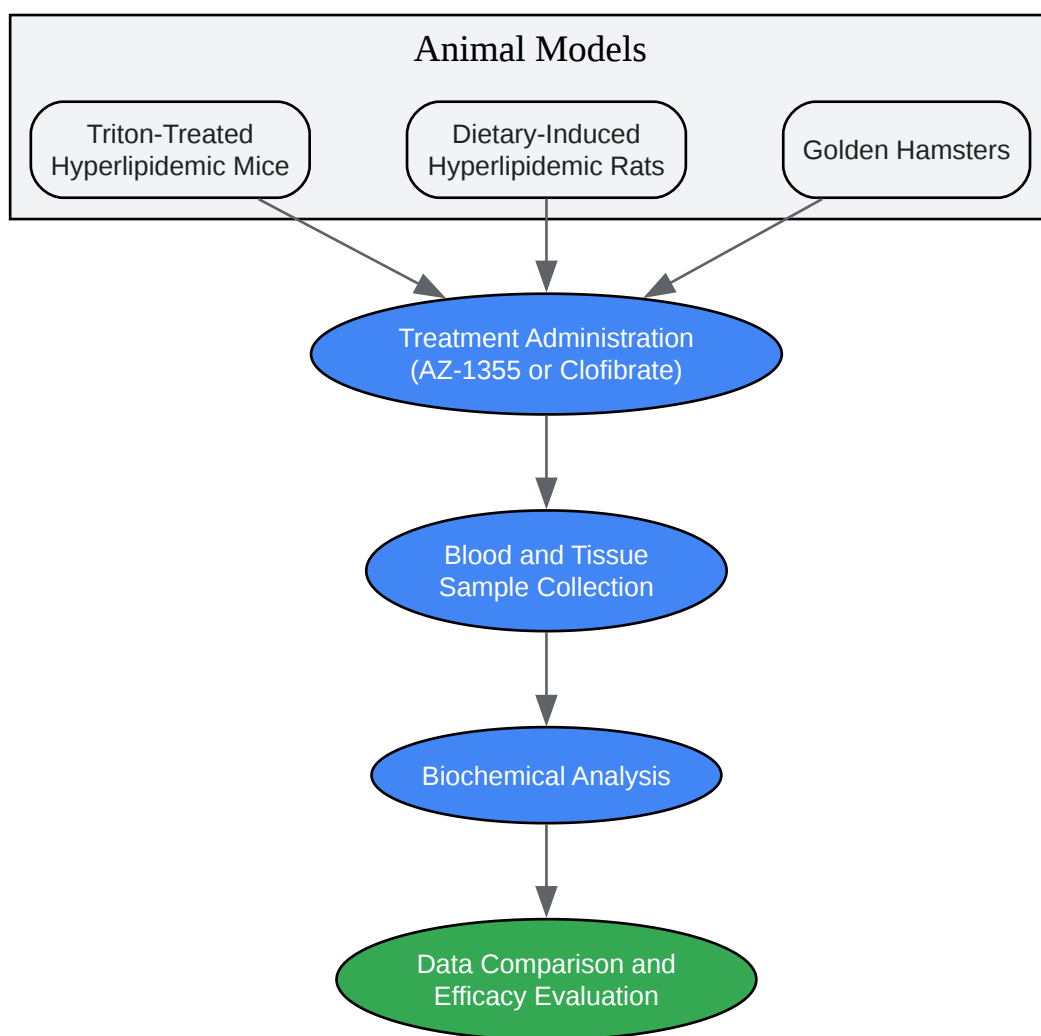 Animal Models
Triton-Treated
Hyperlipidemic Mice
Dietary-Induced
Hyperlipidemic Rats
Golden Hamsters
Treatment Administration
(AZ-1355 or Clofibrate)
Blood and Tissue
Sample Collection
Biochemical Analysis
Data Comparison and
Efficacy Evaluation